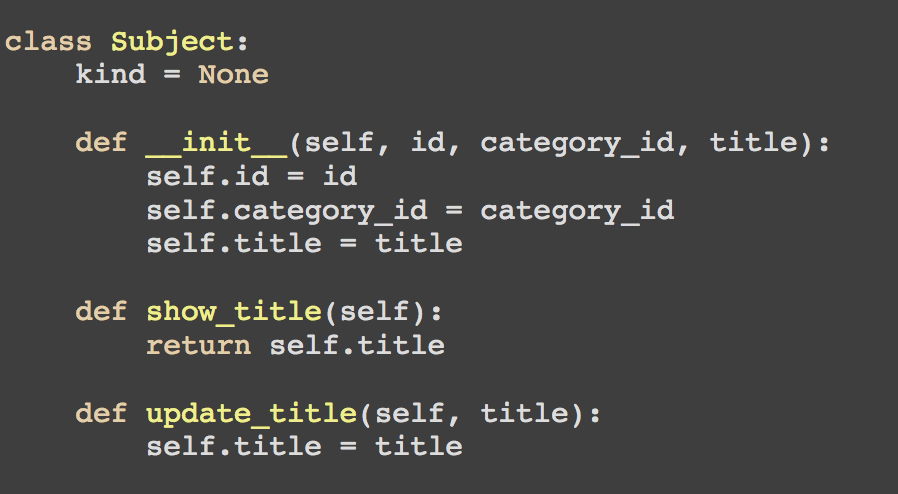 class Subject:
    kind = None

    def __init__(self, id, category_id, title):
        self.id = id
        self.category_id = category_id
        self.title = title

    def show_title(self):
        return self.title

    def update_title(self, title):
        self.title = title